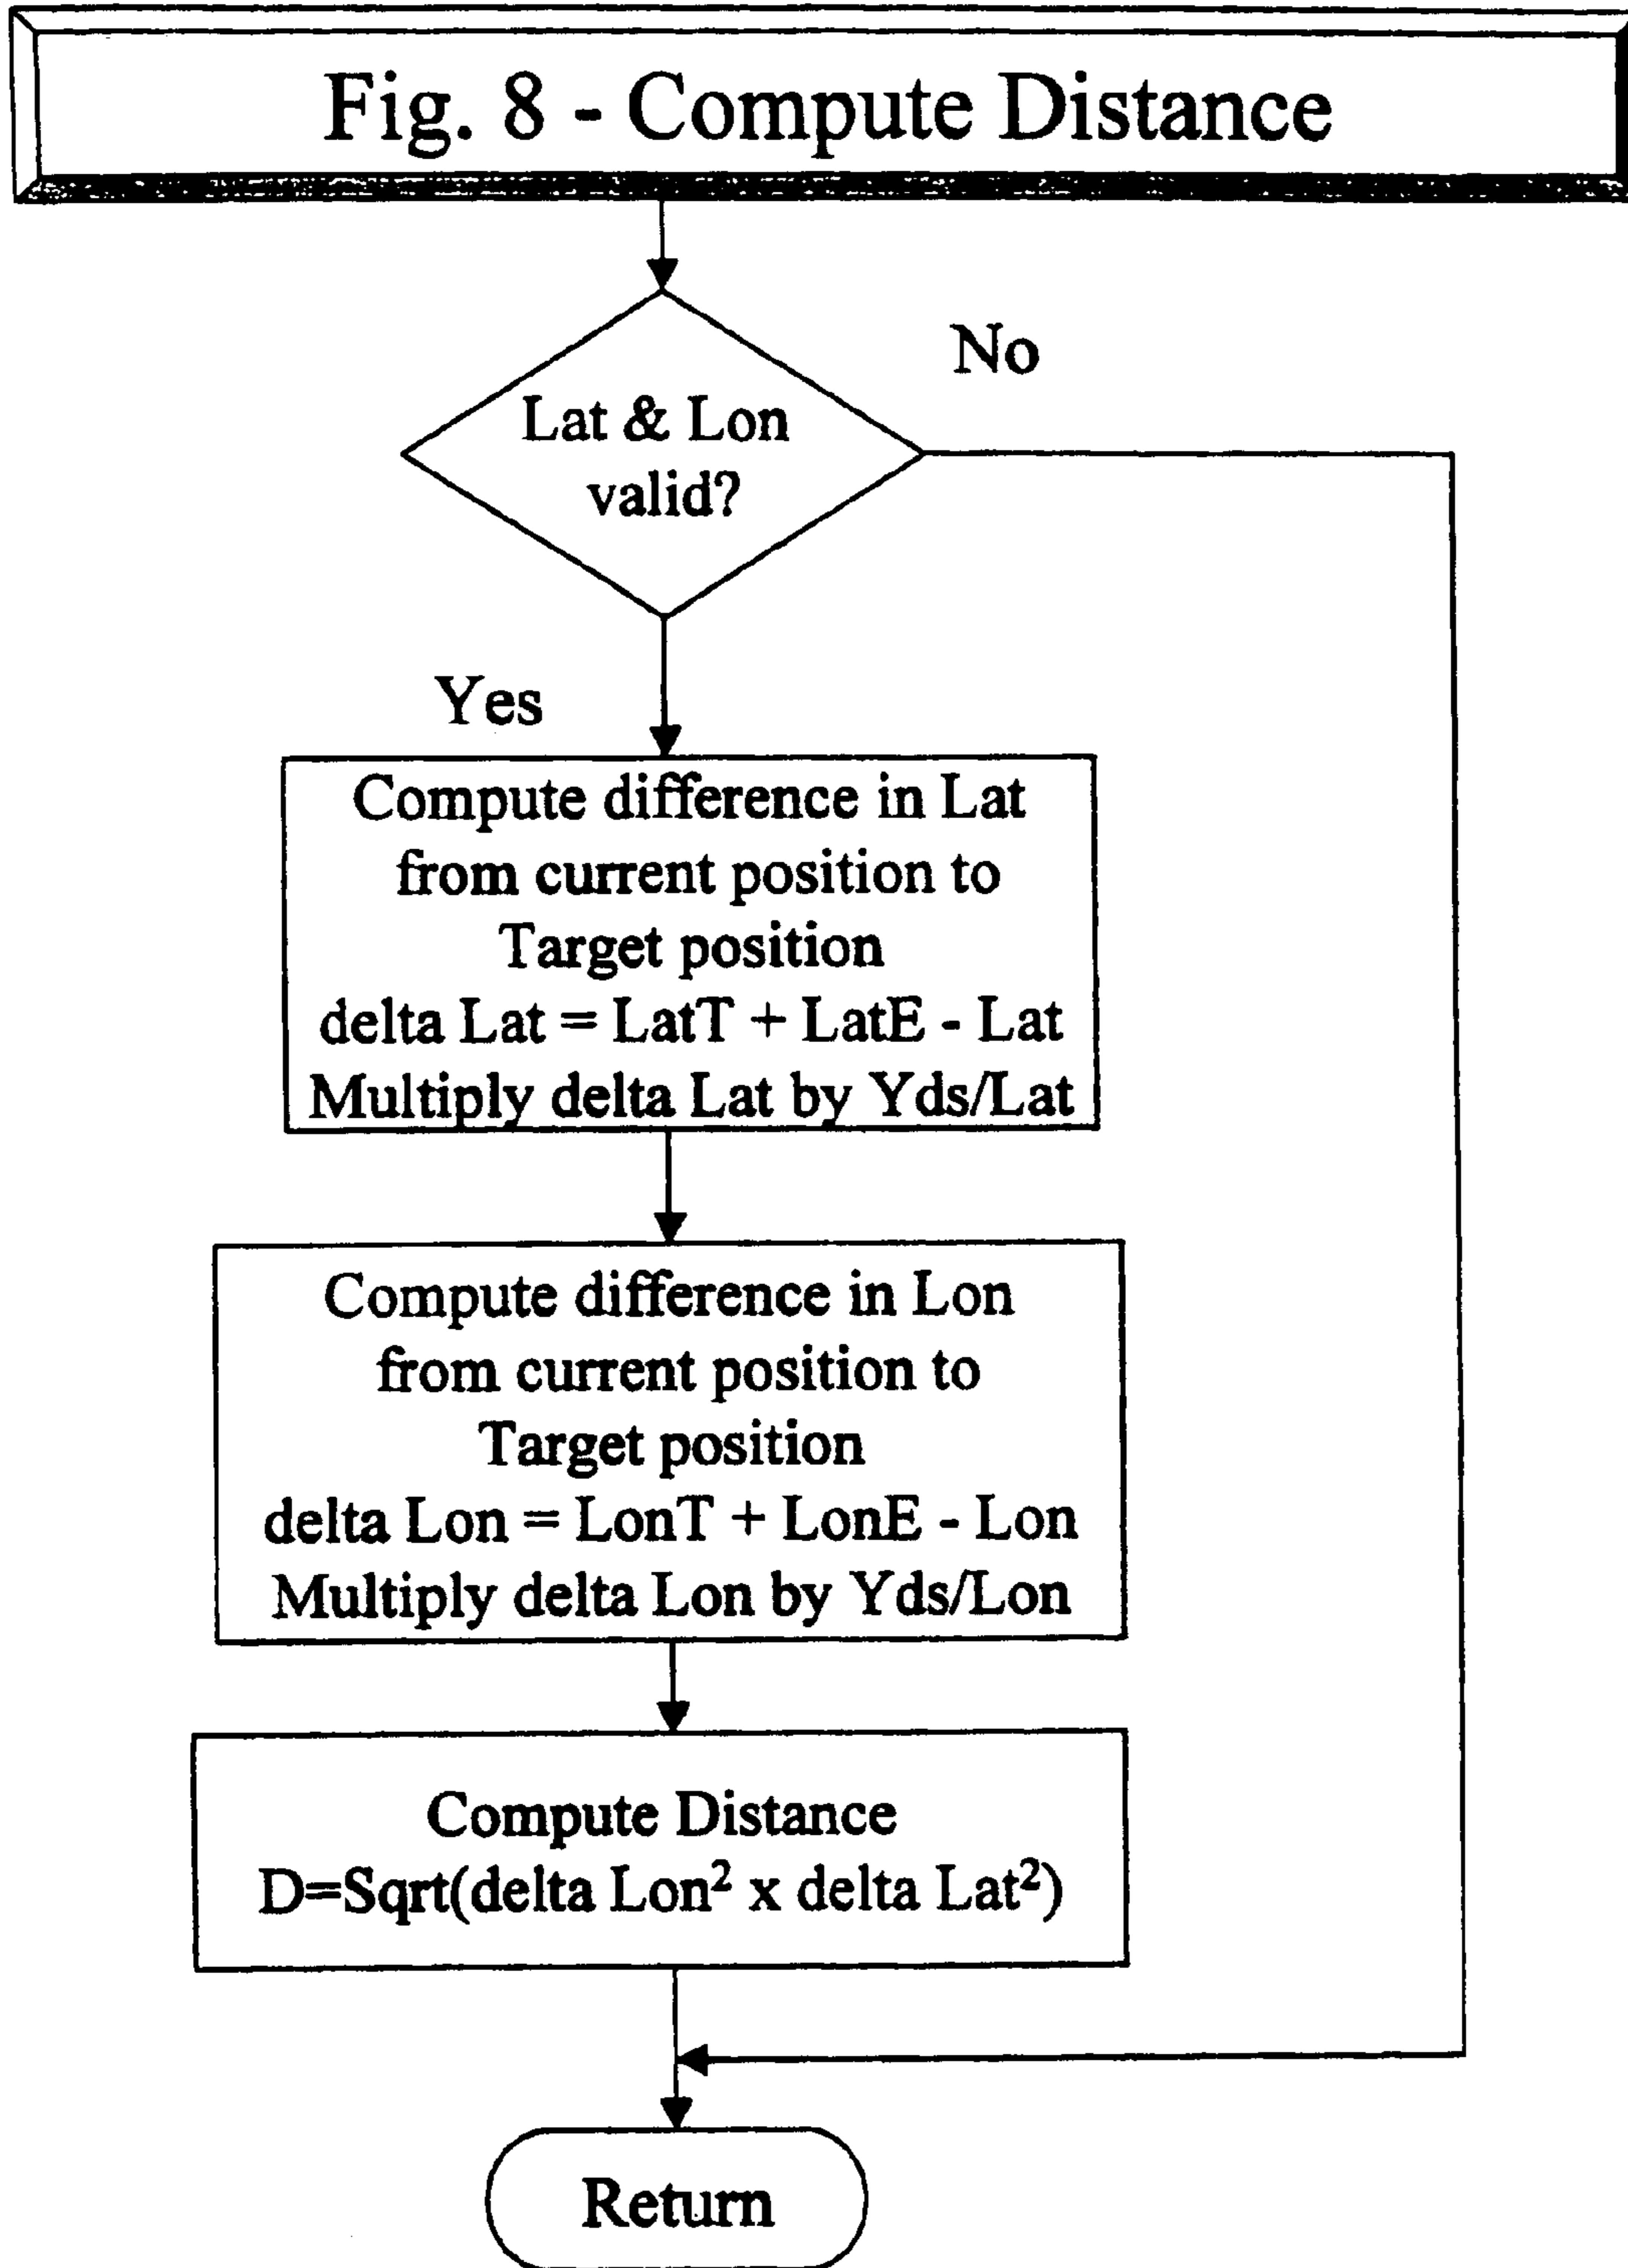 Fig. 8 - Compute Distance
Lat & Lon
valid?
No
Yes
Compute difference in Lat
from current position to
Target position
delta Lat = LatT + LatE - Lat
Multiply delta Lat by Yds/Lat
Compute difference in Lon
from current position to
Target position
delta Lon = LonT + LonE - Lon
Multiply delta Lon by Yds/Lon
Compute Distance
D=Sqrt(delta Lon² x delta Lat²)
Return